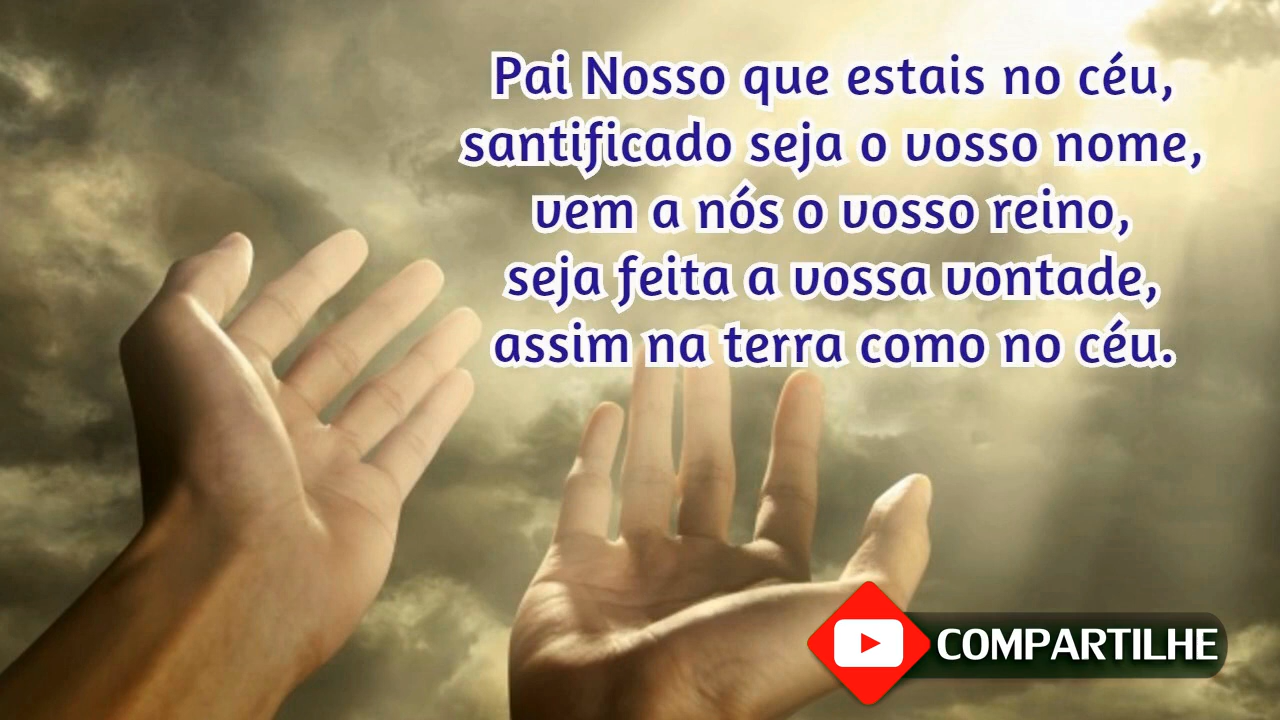 Pai Nosso que estais no céu,
santificado seja o vosso nome,
vem a nós o vosso reino,
seja feita a vossa vontade,
assim na terra como no céu.
COMPARTILHE